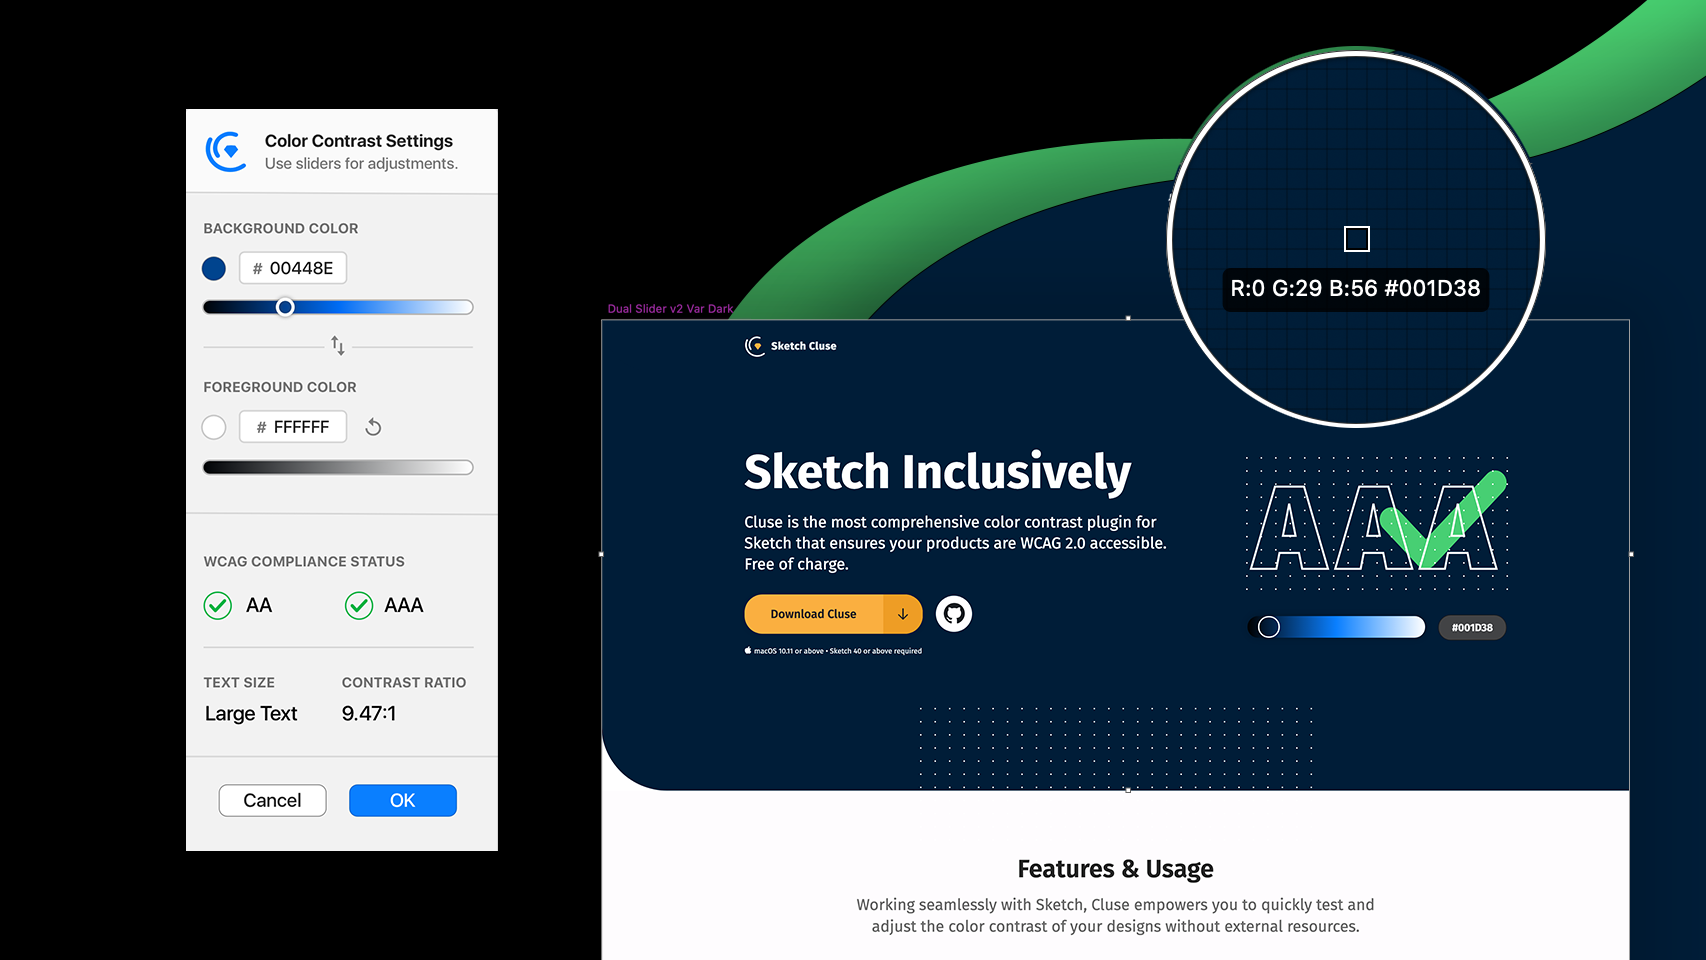 Color Contrast Settings
Use sliders for adjustments.
BACKGROUND COLOR
# 00448E
FOREGROUND COLOR
# FFFFFF
WCAG COMPLIANCE STATUS
AA
AAA
TEXT SIZE
CONTRAST RATIO
Large Text
9.47:1
Cancel
OK
R:0 G:29 B:56 #001D38
Dual Slider v2 Var Dark
Sketch Cluse
Sketch Inclusively
Cluse is the most comprehensive color contrast plugin for
Sketch that ensures your products are WCAG 2.0 accessible.
Free of charge.
AAA
Download Cluse
#001D38
macOS 10.11 or above • Sketch 40 or above required
Features & Usage
Working seamlessly with Sketch, Cluse empowers you to quickly test and
adjust the color contrast of your designs without external resources.